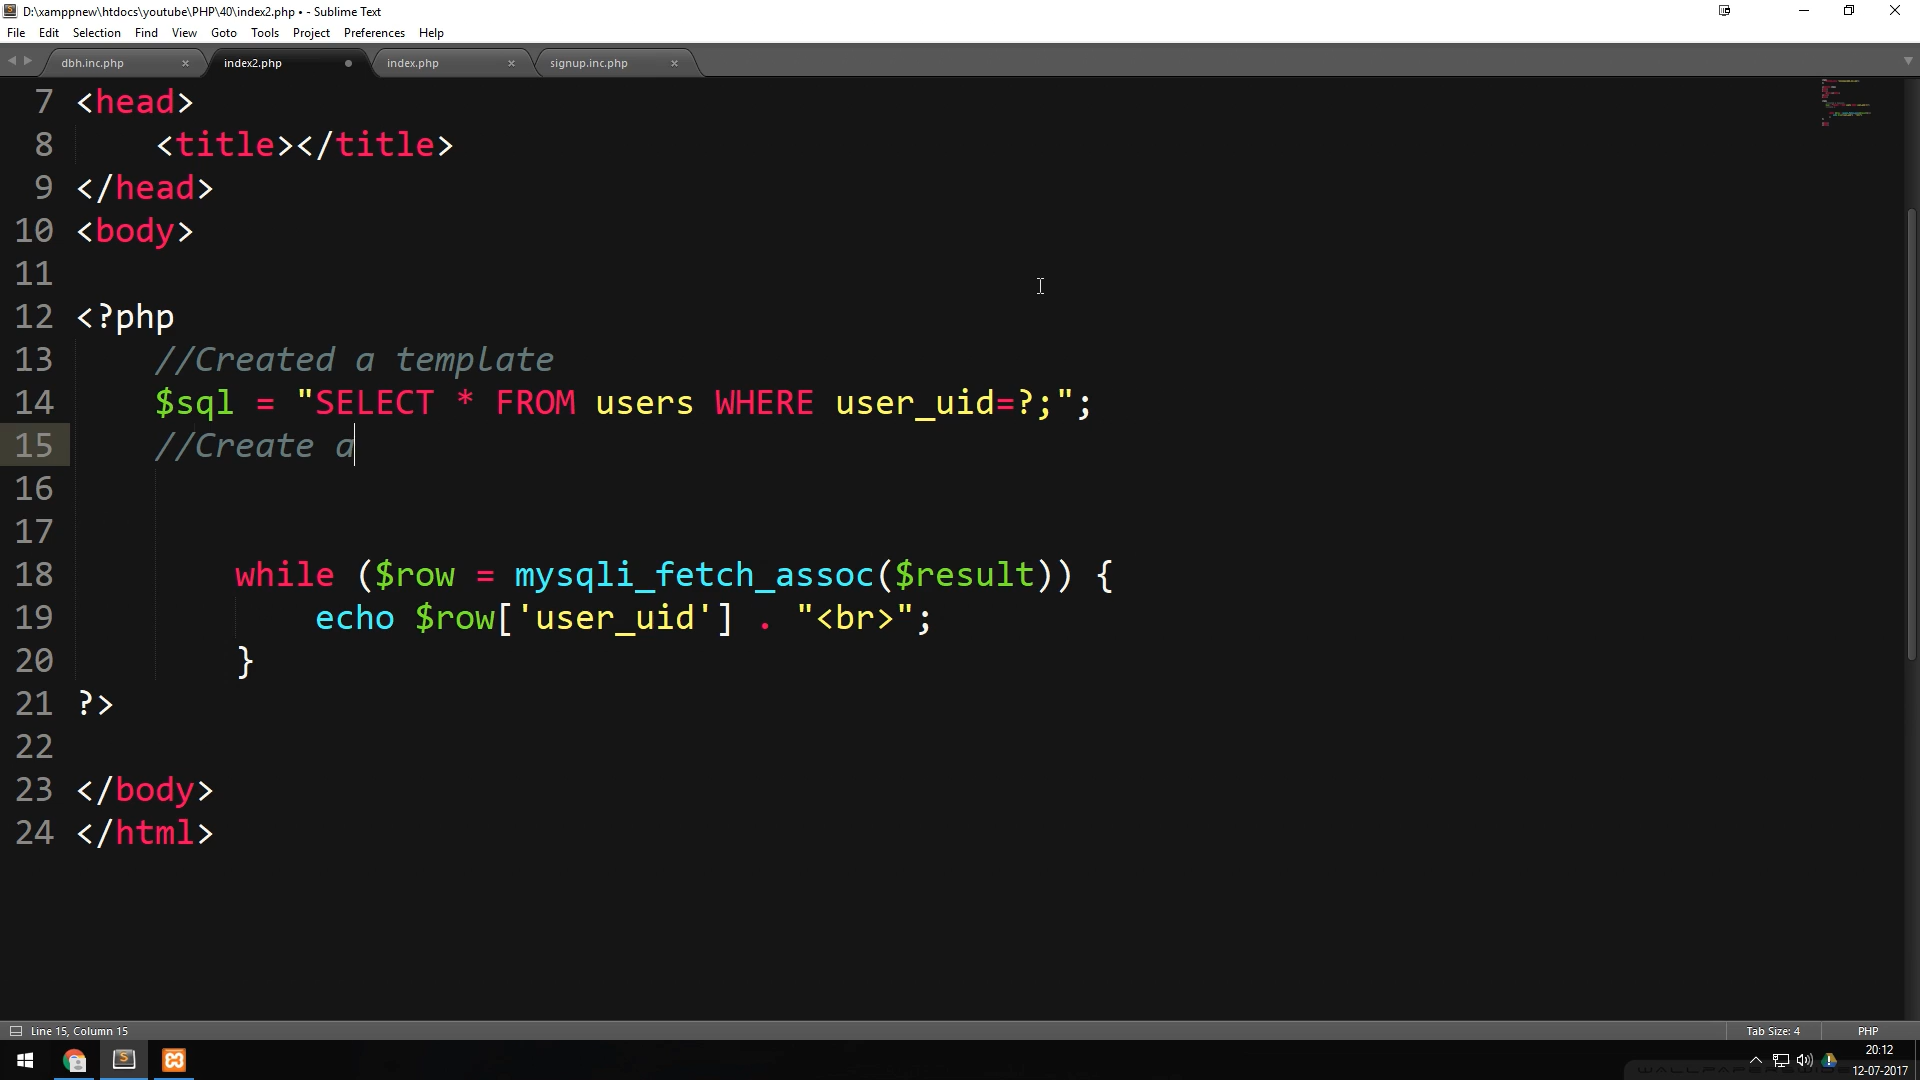 D:\xamppnew\htdocs\youtube\PHP\40\index2.php • - Sublime Text
File Edit Selection Find View Goto Tools Project Preferences Help
dbh.inc.php index2.php index.php signup.inc.php
7 <head>
8 <title></title>
9 </head>
10 <body>
11
12 <?php
13 //Created a template
14 $sql = "SELECT * FROM users WHERE user_uid=?;";
15 //Create a
16
17
18 while ($row = mysqli_fetch_assoc($result)) {
19 echo $row['user_uid'] . "<br>";
20 }
21 ?>
22
23 </body>
24 </html>
Line 15, Column 15 Tab Size: 4 PHP
20:12
12-07-2017